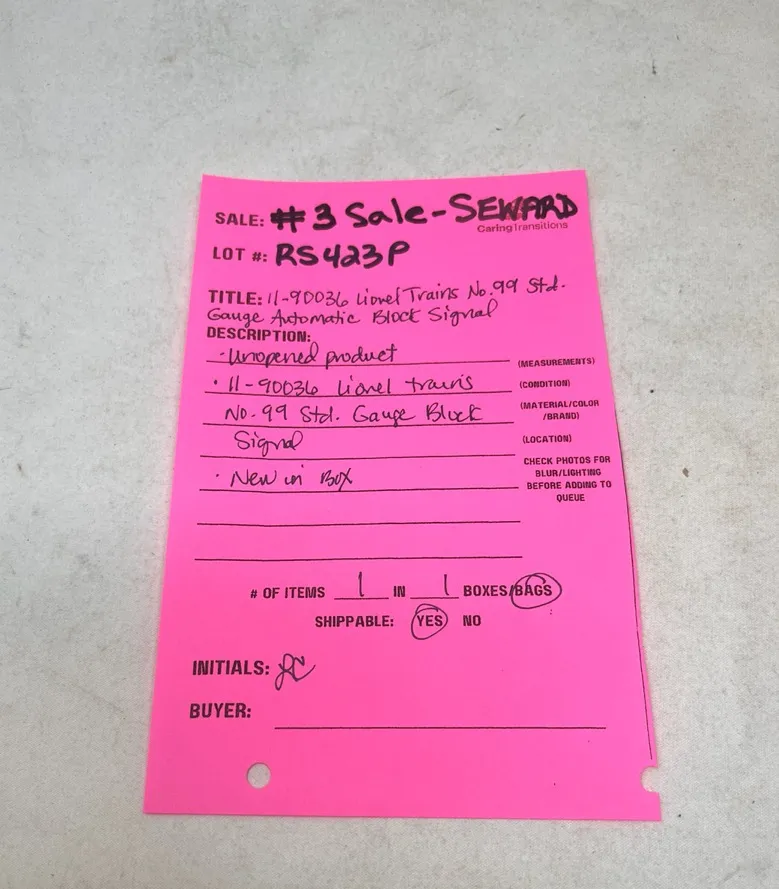 SALE: #3 Sale-SEWARD
CaringTransitions
LOT #: RS423P
TITLE: 11-90036 Lionel Trains No.99 Std.
Gauge Automatic Block Signal
DESCRIPTION:
·Unopened product
(MEASUREMENTS)
· 11-90036 Lionel trains
(CONDITION)
No. 99 Std. Gauge Block
(MATERIAL/COLOR
/BRAND)
Signal
(LOCATION)
· New in Box
CHECK PHOTOS FOR
BLUR/LIGHTING
BEFORE ADDING TO
QUEUE
# OF ITEMS 1 IN 1 BOXES/BAGS
SHIPPABLE: YES NO
INITIALS:
BUYER: